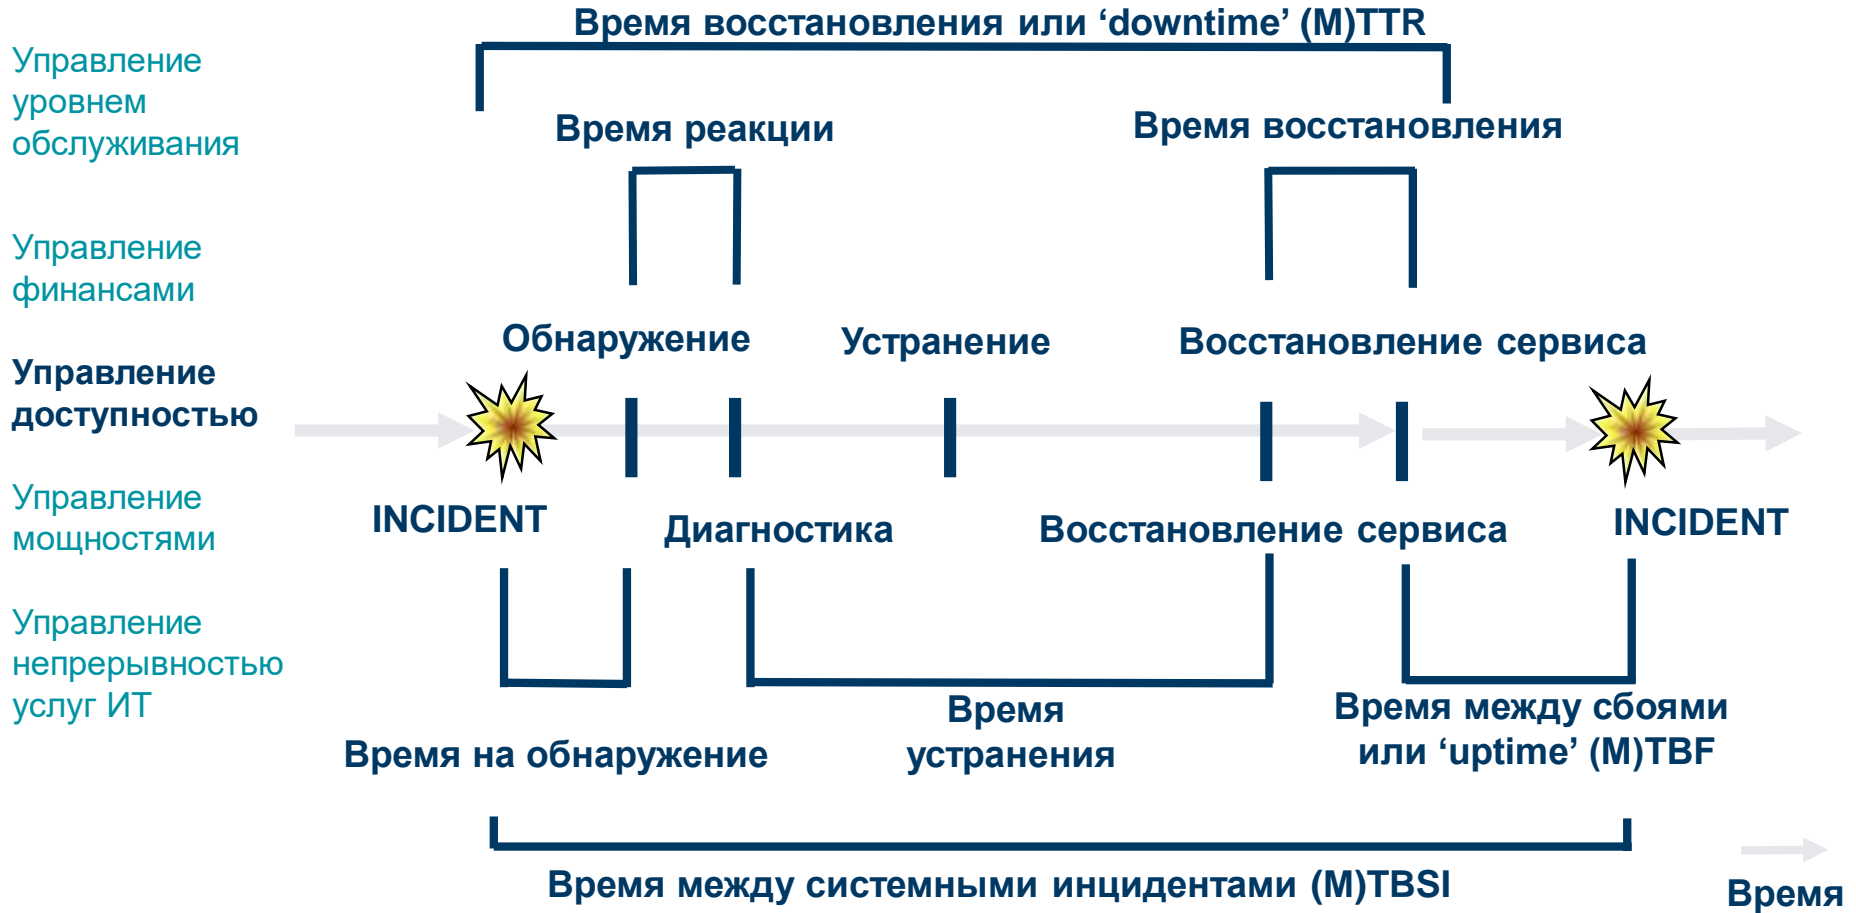 Время восстановления или ‘downtime’ (M)TTR
Управление
уровнем
обслуживания
Время реакции
Время восстановления
Управление
финансами
Обнаружение
Устранение
Восстановление сервиса
Управление
доступностью
Управление
мощностями
INCIDENT
Диагностика
Восстановление сервиса
INCIDENT
Управление
непрерывностью
услуг ИТ
Время на обнаружение
Время
устранения
Время между сбоями
или ‘uptime’ (M)TBF
Время между системными инцидентами (M)TBSI
Время